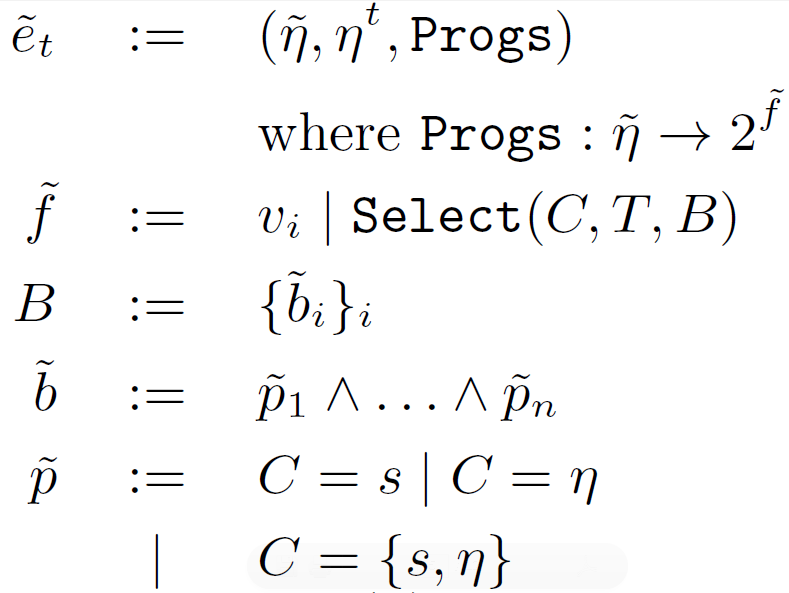 ẽ_t := (η̃, η^t, Progs)
where Progs : η̃ → 2^f̃
f̃ := v_i | Select(C, T, B)
B := {b̃_i}_i
b̃ := p̃_1 ∧ … ∧ p̃_n
p̃ := C = s | C = η
| C = {s, η}